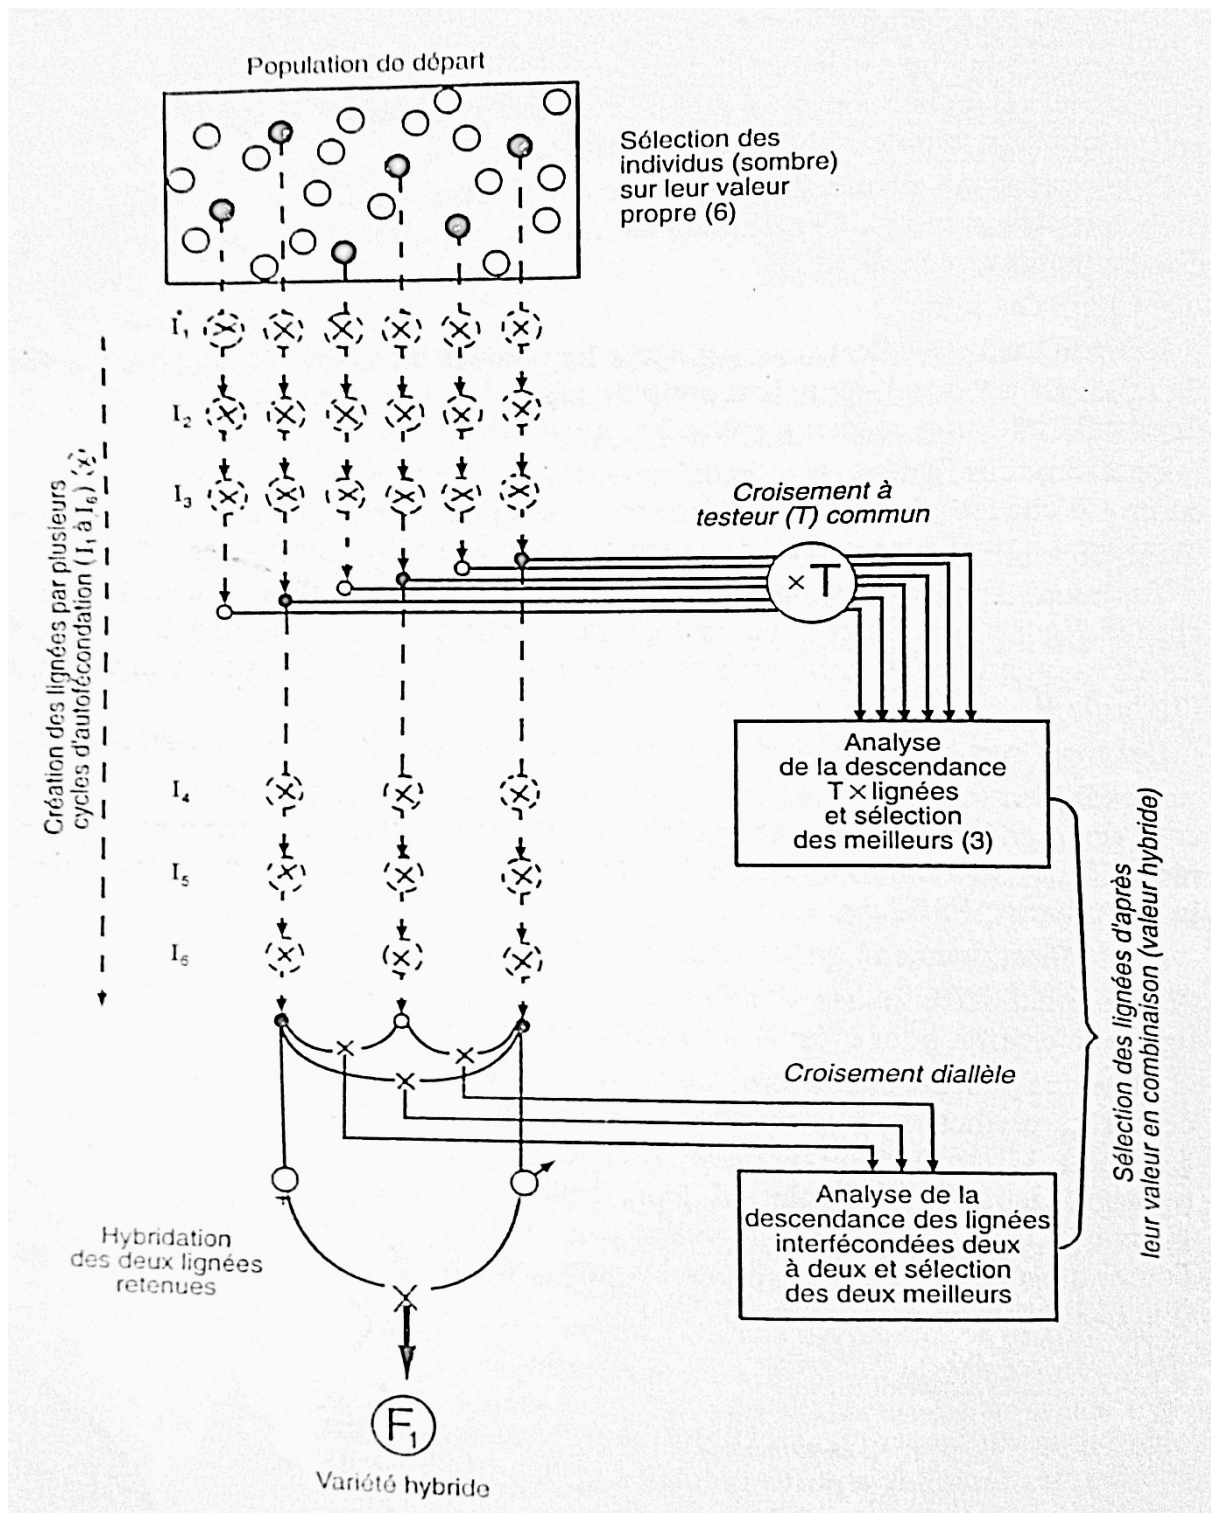 Population do départ
Sélection des
individus (sombre)
sur leur valeur
propre (6)
I₁
I₂
I₃
Création des lignées par plusieurs
cycles d'autofécondation (I₁ à I₆) (x)
Croisement à
testeur (T) commun
× T
Analyse
de la descendance
T × lignées
et sélection
des meilleurs (3)
I₄
I₅
I₆
Sélection des lignées d'après
leur valeur en combinaison (valeur hybride)
Croisement diallèle
Analyse de la
descendance des lignées
interfécondées deux
à deux et sélection
des deux meilleurs
Hybridation
des deux lignées
retenues
F₁
Variété hybride